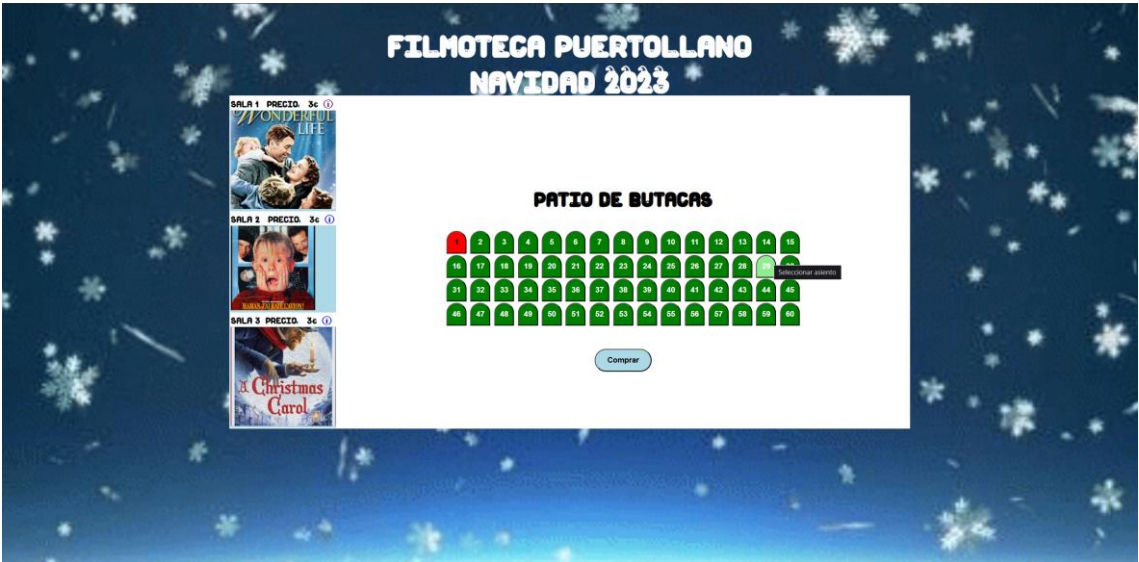 FILMOTECA PUERTOLLANO
NAVIDAD 2023
SALA 1 PRECIO: 3€
WONDERFUL
LIFE
SALA 2 PRECIO: 3€
SALA 3 PRECIO: 3€
A Christmas
Carol
PATIO DE BUTACAS
1 2 3 4 5 6 7 8 9 10 11 12 13 14 15
16 17 18 19 20 21 22 23 24 25 26 27 28 29
Seleccionar asiento
31 32 33 34 35 36 37 38 39 40 41 42 43 44 45
46 47 48 49 50 51 52 53 54 55 56 57 58 59 60
Comprar